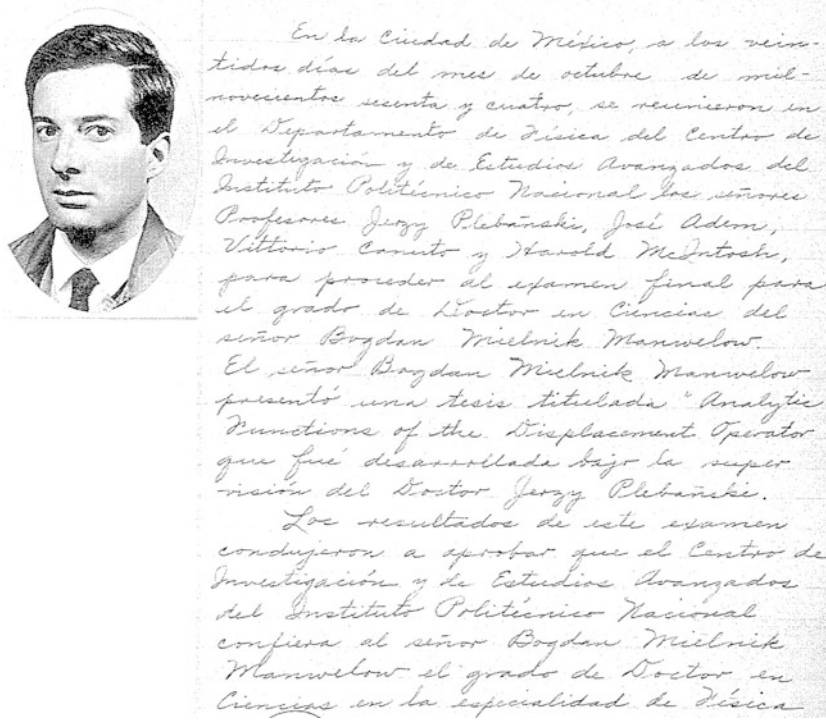 En la Ciudad de México, a los vein-
tidos días del mes de octubre de mil-
novecientos sesenta y cuatro, se reunieron en
el Departamento de Física del Centro de
Investigación y de Estudios Avanzados del
Instituto Politécnico Nacional los señores
Profesores Jerzy Plebañski, José Adem,
Vittorio Canuto y Harold McIntosh,
para proceder al examen final para
el grado de Doctor en Ciencias del
señor Bogdan Mielnik Manwelow.
El señor Bogdan Mielnik Manwelow
presentó una tesis titulada "Analytic
Functions of the Displacement Operator
que fué desarrollada bajo la super
visión del Doctor Jerzy Plebañski.
Los resultados de este examen
condujeron a aprobar que el Centro de
Investigación y de Estudios Avanzados
del Instituto Politécnico Nacional
confiera al señor Bogdan Mielnik
Manwelow el grado de Doctor en
Ciencias en la especialidad de Física